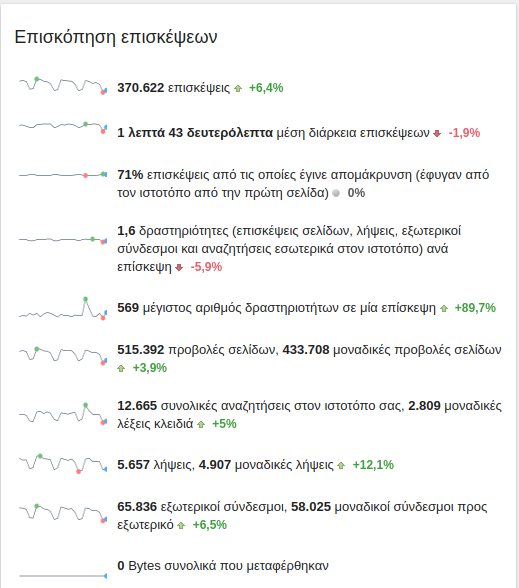 Επισκόπηση επισκέψεων
370.622 επισκέψεις +6,4%
1 λεπτά 43 δευτερόλεπτα μέση διάρκεια επισκέψεων -1,9%
71% επισκέψεις από τις οποίες έγινε απομάκρυνση (έφυγαν από
τον ιστοτόπο από την πρώτη σελίδα) 0%
1,6 δραστηριότητες (επισκέψεις σελίδων, λήψεις, εξωτερικοί
σύνδεσμοι και αναζητήσεις εσωτερικά στον ιστοτόπο) ανά
επίσκεψη -5,9%
569 μέγιστος αριθμός δραστηριοτήτων σε μία επίσκεψη +89,7%
515.392 προβολές σελίδων, 433.708 μοναδικές προβολές σελίδων
+3,9%
12.665 συνολικές αναζητήσεις στον ιστοτόπο σας, 2.809 μοναδικές
λέξεις κλειδιά +5%
5.657 λήψεις, 4.907 μοναδικές λήψεις +12,1%
65.836 εξωτερικοί σύνδεσμοι, 58.025 μοναδικοί σύνδεσμοι προς
εξωτερικό +6,5%
0 Bytes συνολικά που μεταφέρθηκαν